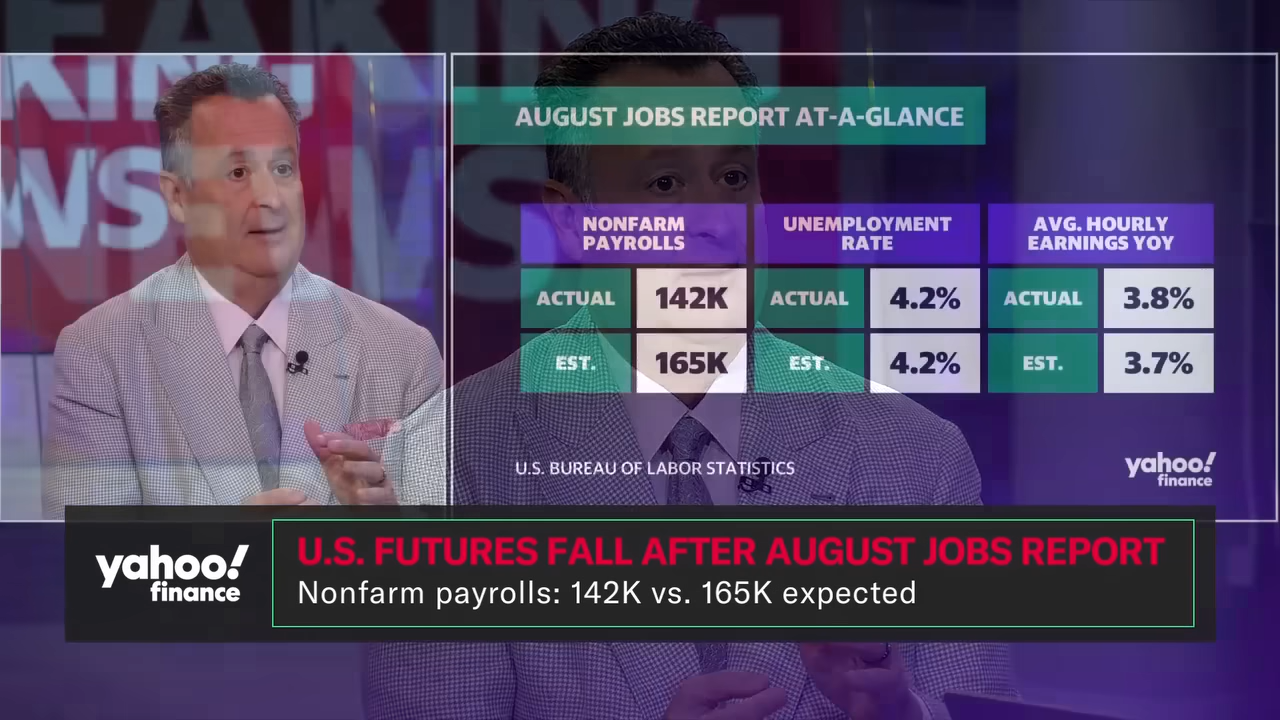 AKING
NEWS
AUGUST JOBS REPORT AT-A-GLANCE
NONFARM
PAYROLLS
UNEMPLOYMENT
RATE
AVG. HOURLY
EARNINGS YOY
ACTUAL 142K ACTUAL 4.2% ACTUAL 3.8%
EST. 165K EST. 4.2% EST. 3.7%
U.S. BUREAU OF LABOR STATISTICS
yahoo!
finance
yahoo!
finance
U.S. FUTURES FALL AFTER AUGUST JOBS REPORT
Nonfarm payrolls: 142K vs. 165K expected